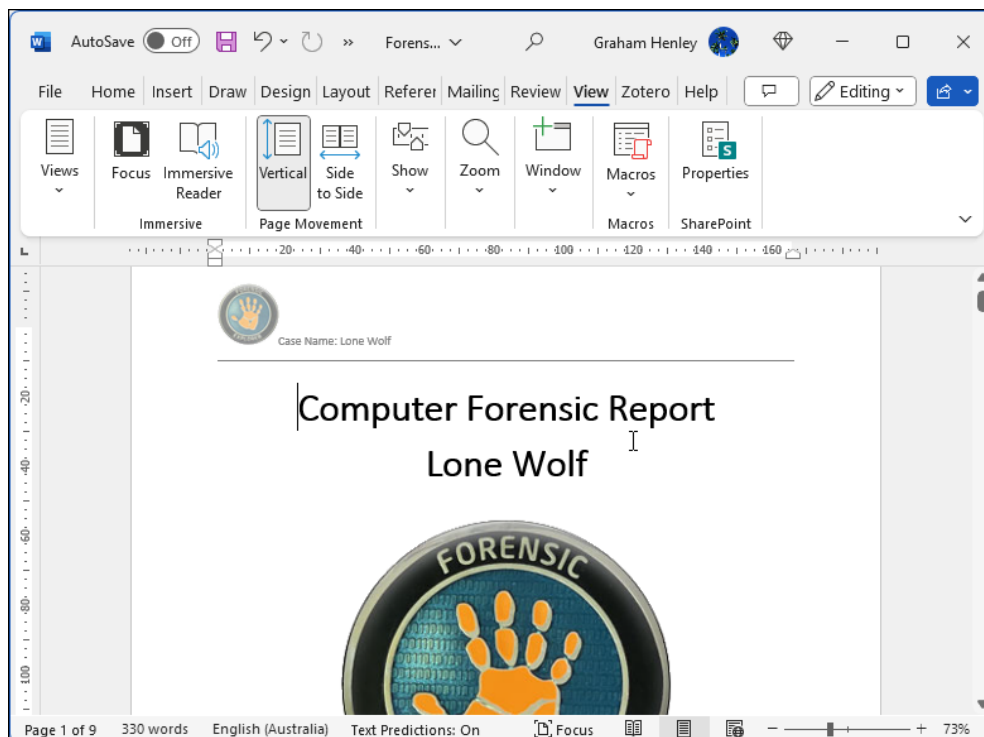 AutoSave Off » Forens... Graham Henley
File Home Insert Draw Design Layout Referer Mailing Review View Zotero Help Editing
Views Focus Immersive Reader Vertical Side to Side Show Zoom Window Macros Properties
Immersive Page Movement Macros SharePoint
20 40 60 80 100 120 140 160
FORENSIC
Case Name: Lone Wolf
Computer Forensic Report
Lone Wolf
FORENSIC
20
40
60
80
100
Page 1 of 9 330 words English (Australia) Text Predictions: On Focus 73%